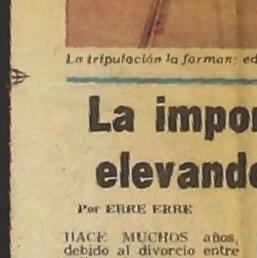 La tripulación la forman; ed
La impor
elevando
Por ERRE ERRE
HACE MUCHOS años,
debido al divorcio entre